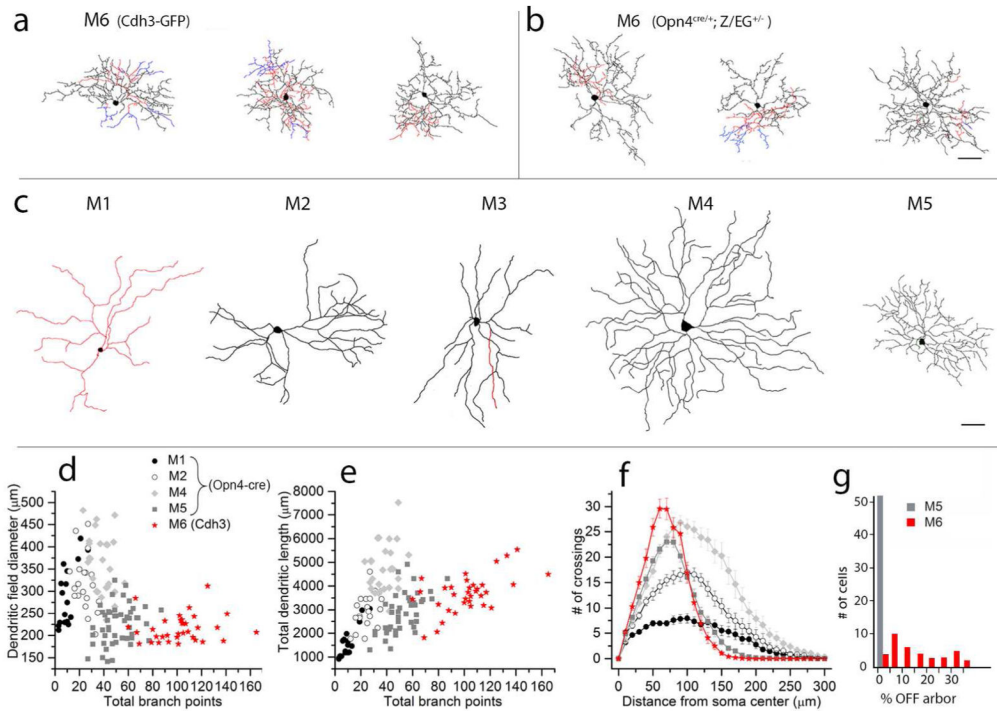 a
M6 (Cdh3-GFP)
b
M6 (Opn4cre/+; Z/EG+/-)
c
M1 M2 M3 M4 M5
d
M1
M2
M4
M5
(Opn4-cre)
M6 (Cdh3)
Dendritic field diameter (μm)
500
450
400
350
300
250
200
150
0 20 40 60 80 100 120 140 160
Total branch points
e
Total dendritic length (μm)
8000
7000
6000
5000
4000
3000
2000
1000
0 20 40 60 80 100 120 140 160
Total branch points
f
# of crossings
30
25
20
15
10
5
0
0 50 100 150 200 250 300
Distance from soma center (μm)
g
M5
M6
# of cells
50
40
30
20
10
0
0 10 20 30
% OFF arbor